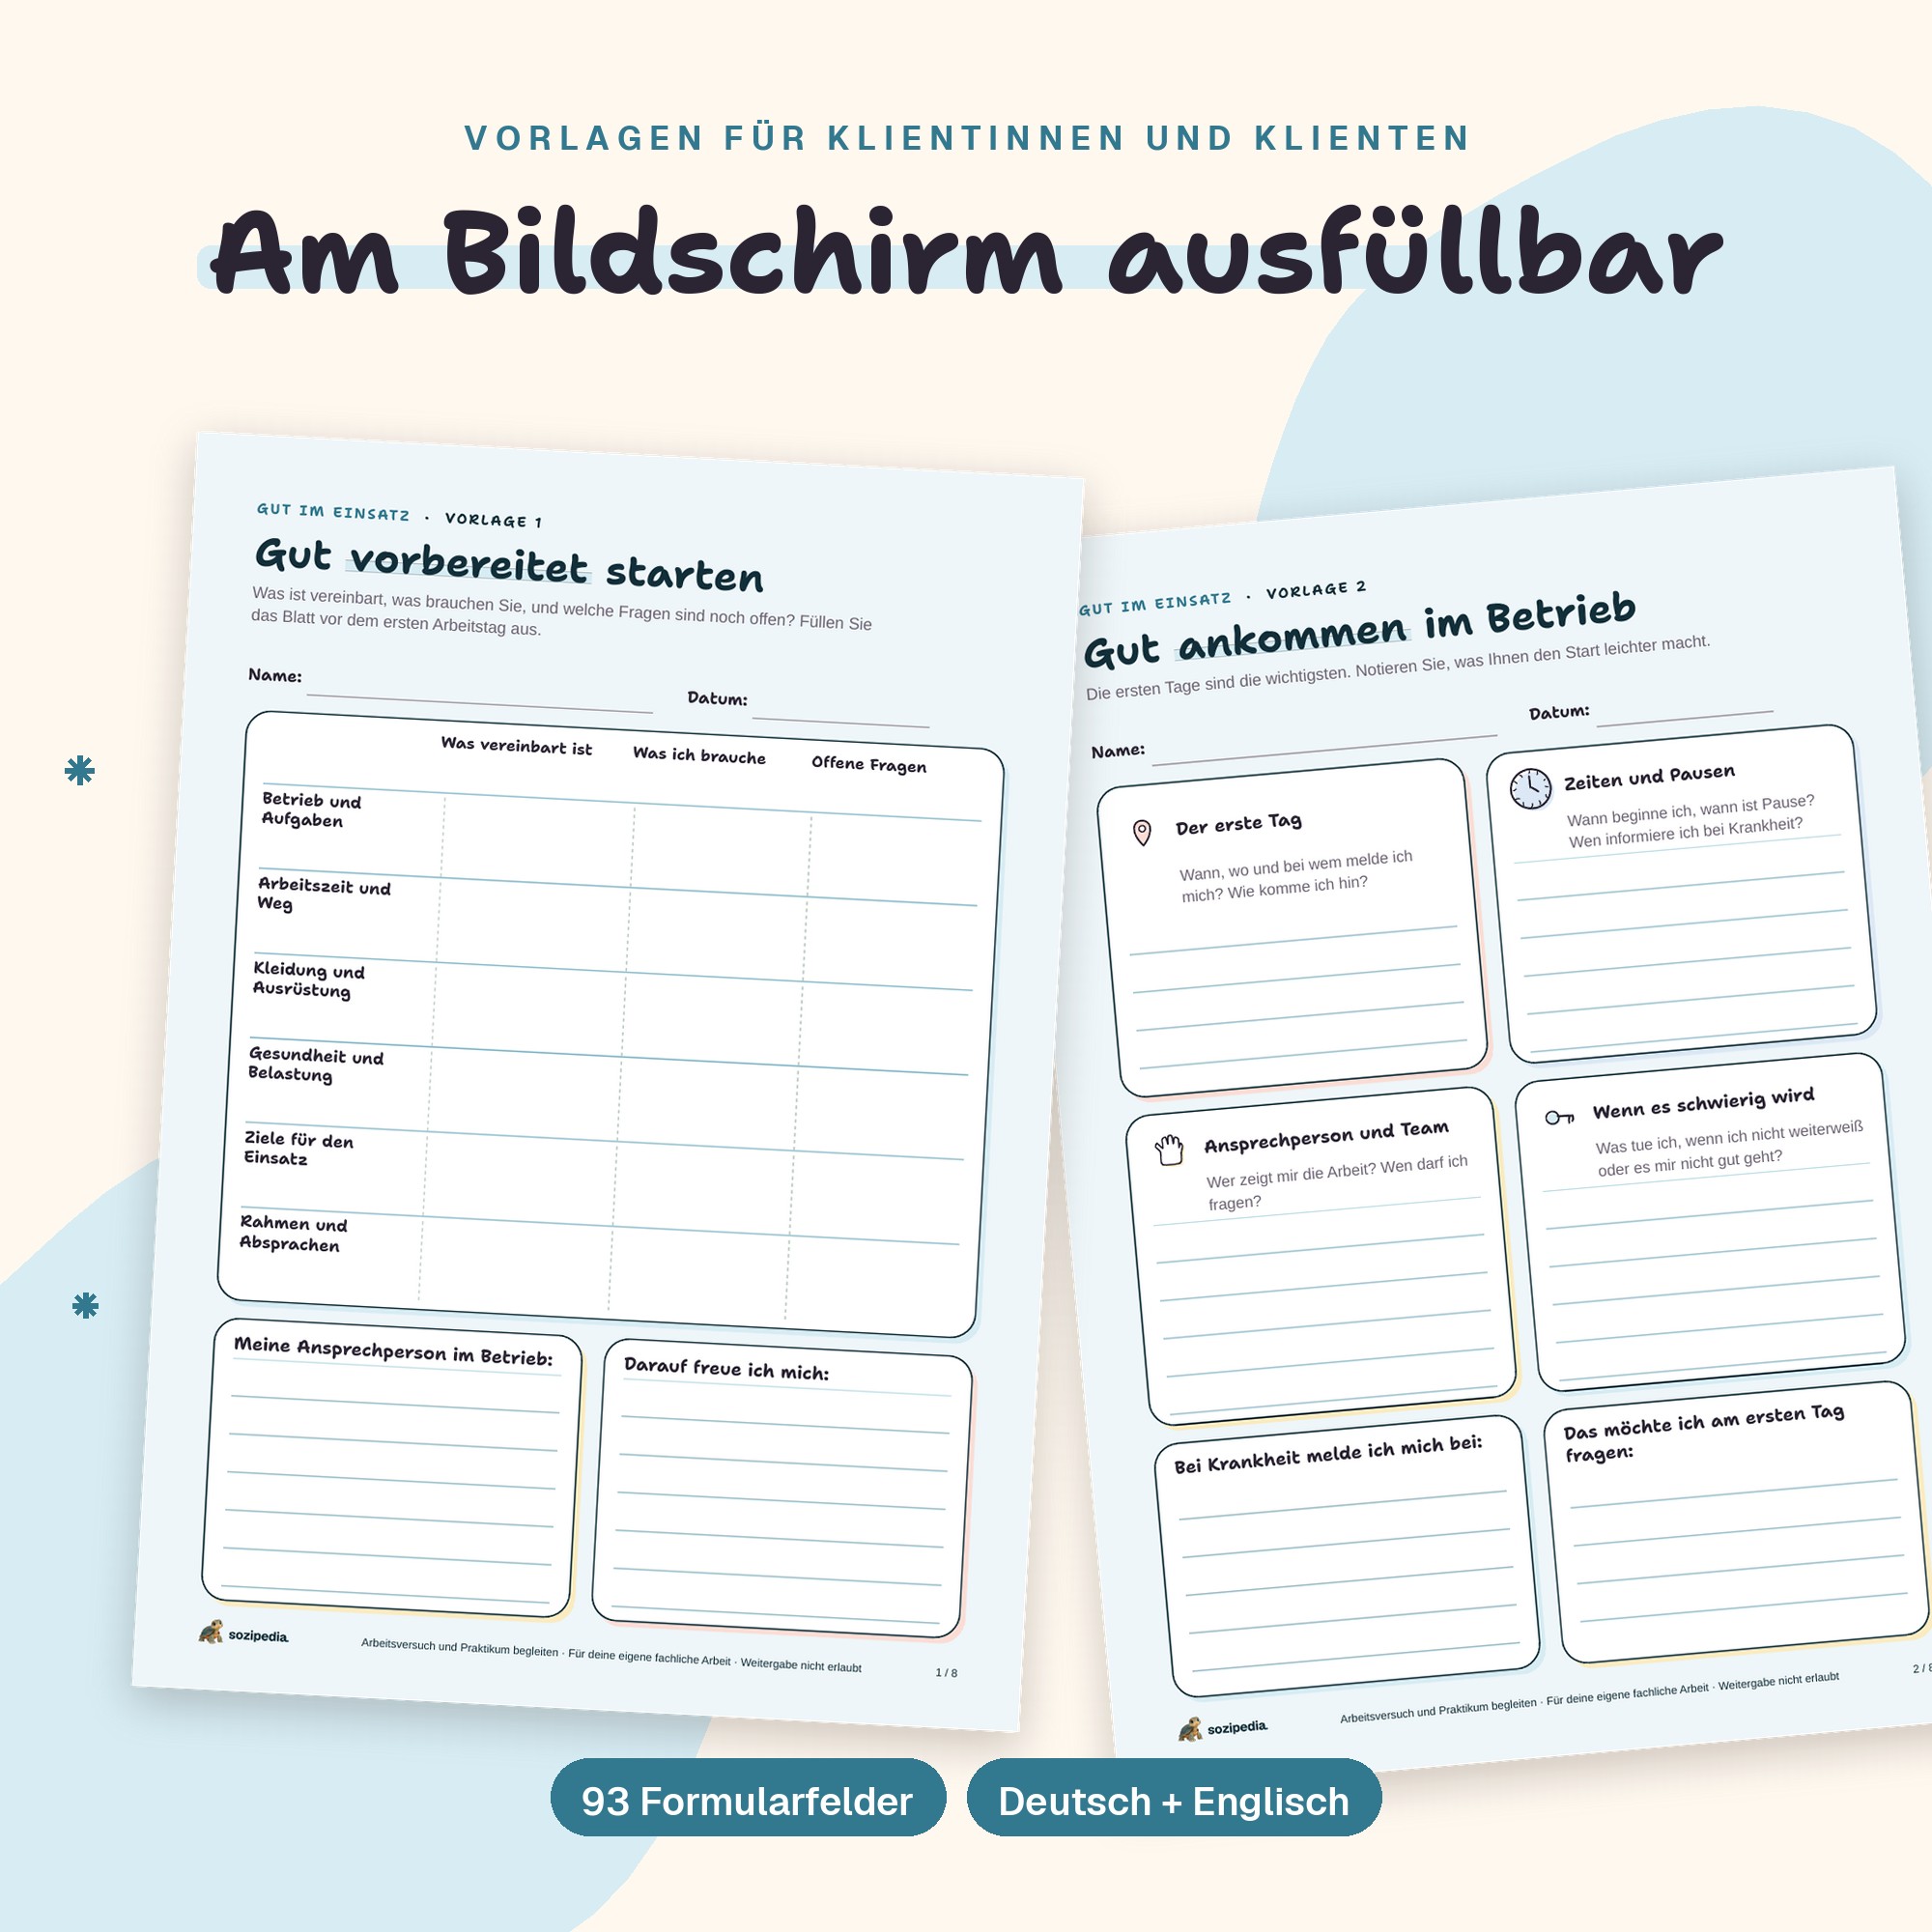 VORLAGEN FÜR KLIENTINNEN UND KLIENTEN
Am Bildschirm ausfüllbar
GUT IM EINSATZ · VORLAGE 1
Gut vorbereitet starten
Was ist vereinbart, was brauchen Sie, und welche Fragen sind noch offen? Füllen Sie
das Blatt vor dem ersten Arbeitstag aus.
Name:
Datum:
Was vereinbart ist
Was ich brauche
Offene Fragen
Betrieb und
Aufgaben
Arbeitszeit und
Weg
Kleidung und
Ausrüstung
Gesundheit und
Belastung
Ziele für den
Einsatz
Rahmen und
Absprachen
Meine Ansprechperson im Betrieb:
Darauf freue ich mich:
sozipedia.
Arbeitsversuch und Praktikum begleiten · Für deine eigene fachliche Arbeit · Weitergabe nicht erlaubt
1 / 8
GUT IM EINSATZ · VORLAGE 2
Gut ankommen im Betrieb
Die ersten Tage sind die wichtigsten. Notieren Sie, was Ihnen den Start leichter macht.
Name:
Datum:
Der erste Tag
Wann, wo und bei wem melde ich
mich? Wie komme ich hin?
Zeiten und Pausen
Wann beginne ich, wann ist Pause?
Wen informiere ich bei Krankheit?
Ansprechperson und Team
Wer zeigt mir die Arbeit? Wen darf ich
fragen?
Wenn es schwierig wird
Was tue ich, wenn ich nicht weiterweiß
oder es mir nicht gut geht?
Bei Krankheit melde ich mich bei:
Das möchte ich am ersten Tag
fragen:
sozipedia.
Arbeitsversuch und Praktikum begleiten · Für deine eigene fachliche Arbeit · Weitergabe nicht erlaubt
2 / 8
93 Formularfelder
Deutsch + Englisch